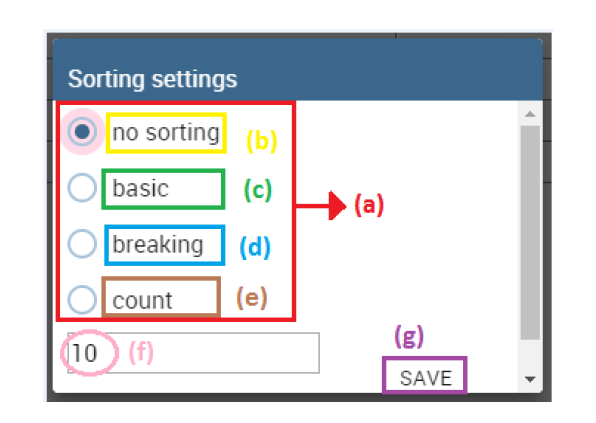 Sorting settings
no sorting (b)
basic (c)
(a)
breaking (d)
count (e)
10 (f)
(g)
SAVE